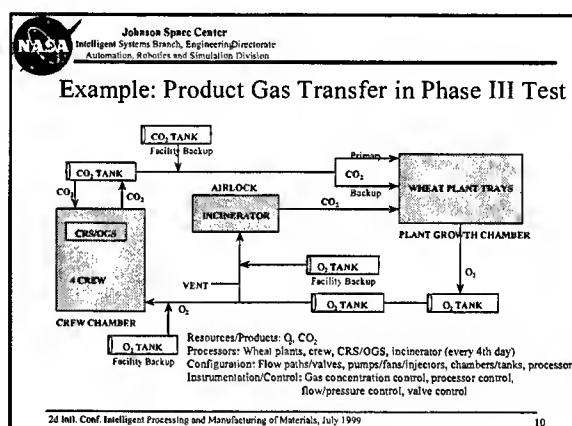 NASA
Johnson Space Center
Intelligent Systems Branch, Engineering Directorate
Automation, Robotics and Simulation Division
Example: Product Gas Transfer in Phase III Test
CO2 TANK
Facility Backup
Primary
CO2 TANK
CO2
CO2
AIRLOCK
INCINERATOR
CO2
CO2
Backup
WHEAT PLANT TRAYS
PLANT GROWTH CHAMBER
CRS/OGS
4 CREW
CREW CHAMBER
VENT
O2 TANK
Facility Backup
O2
O2
O2 TANK
O2 TANK
O2 TANK
Facility Backup
Resources/Products: O2, CO2
Processors: Wheat plants, crew, CRS/OGS, incinerator (every 4th day)
Configuration: Flow paths/valves, pumps/fans/injectors, chambers/tanks, processor
Instrumentation/Control: Gas concentration control, processor control,
flow/pressure control, valve control
2d Intl. Conf. Intelligent Processing and Manufacturing of Materials, July 1999
10